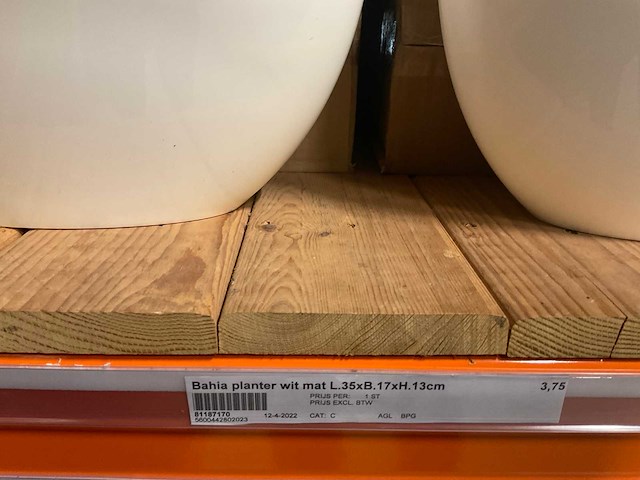 Bahia planter wit mat L.35xB.17xH.13cm 3,75
PRIJS PER: 1 ST
PRIJS EXCL. BTW
81187170 12-4-2022 CAT: C AGL BPG
5600442802023